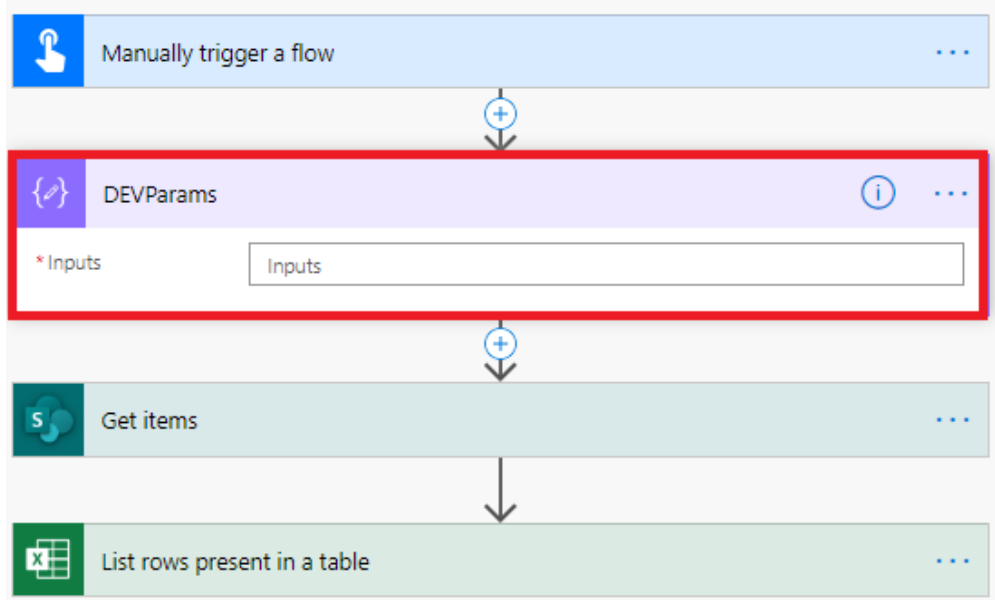 Manually trigger a flow
DEVParams
* Inputs
Inputs
S
Get items
X
List rows present in a table